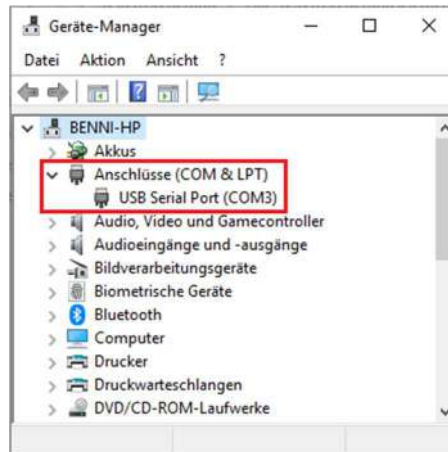 Geräte-Manager
Datei Aktion Ansicht ?
BENNI-HP
Akkus
Anschlüsse (COM & LPT)
USB Serial Port (COM3)
Audio, Video und Gamecontroller
Audioeingänge und -ausgänge
Bildverarbeitungsgeräte
Biometrische Geräte
Bluetooth
Computer
Drucker
Druckwarteschlangen
DVD/CD-ROM-Laufwerke